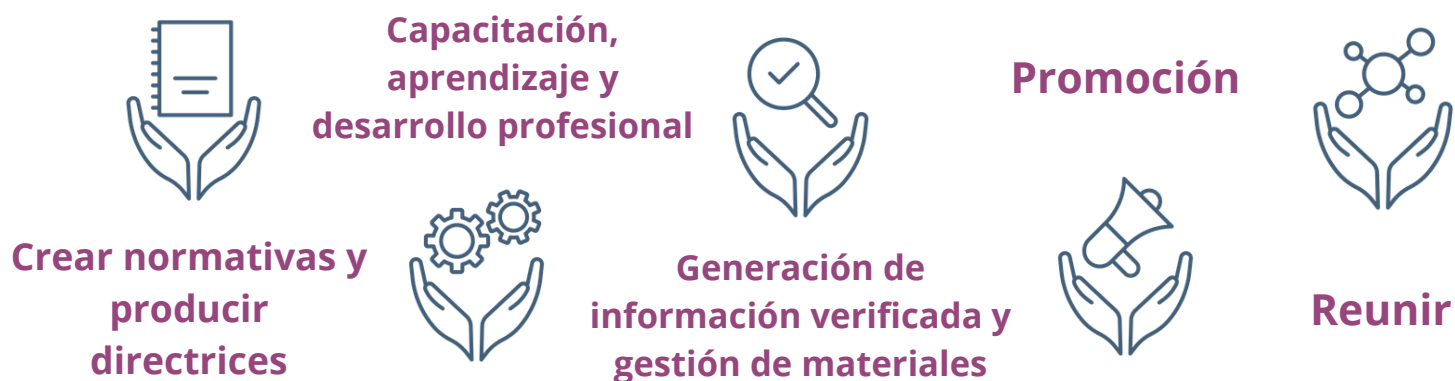 Crear normativas y
producir
directrices
Capacitación,
aprendizaje y
desarrollo profesional
Generación de
información verificada y
gestión de materiales
Promoción
Reunir